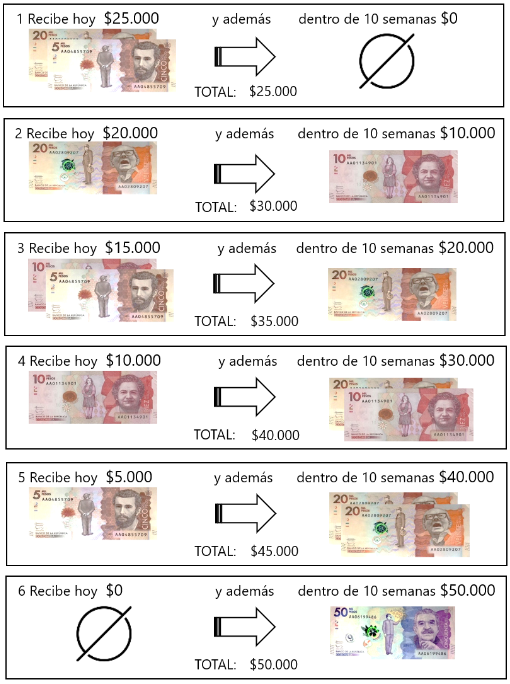 1 Recibe hoy $25.000 y además dentro de 10 semanas $0
TOTAL: $25.000
2 Recibe hoy $20.000 y además dentro de 10 semanas $10.000
TOTAL: $30.000
3 Recibe hoy $15.000 y además dentro de 10 semanas $20.000
TOTAL: $35.000
4 Recibe hoy $10.000 y además dentro de 10 semanas $30.000
TOTAL: $40.000
5 Recibe hoy $5.000 y además dentro de 10 semanas $40.000
TOTAL: $45.000
6 Recibe hoy $0 y además dentro de 10 semanas $50.000
TOTAL: $50.000